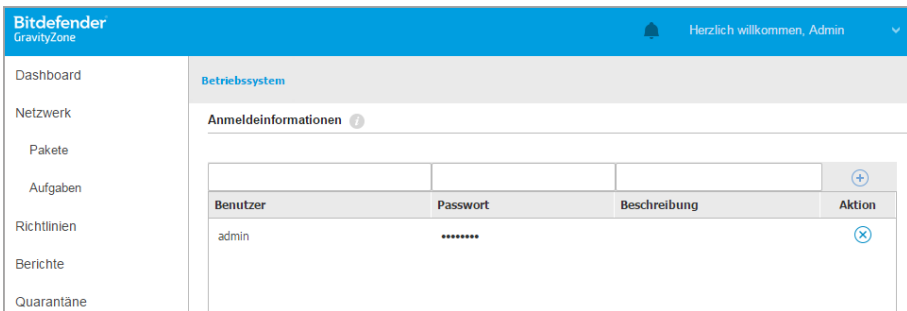 Bitdefender
GravityZone
Herzlich willkommen, Admin
Dashboard
Netzwerk
Pakete
Aufgaben
Richtlinien
Berichte
Quarantäne
Betriebssystem
Anmeldeinformationen
Benutzer Passwort Beschreibung Aktion
admin ••••••••